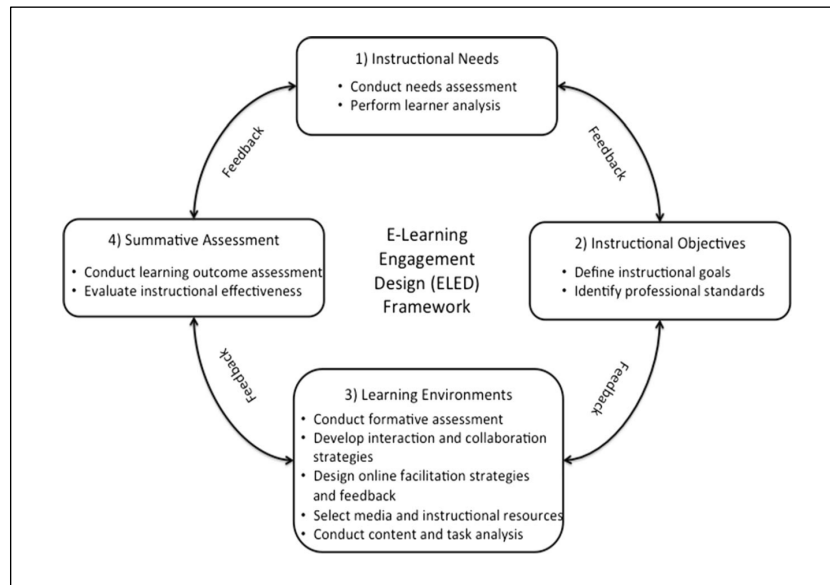 1) Instructional Needs
• Conduct needs assessment
• Perform learner analysis
Feedback
Feedback
4) Summative Assessment
• Conduct learning outcome assessment
• Evaluate instructional effectiveness
E-Learning
Engagement
Design (ELED)
Framework
2) Instructional Objectives
• Define instructional goals
• Identify professional standards
Feedback
Feedback
3) Learning Environments
• Conduct formative assessment
• Develop interaction and collaboration
strategies
• Design online facilitation strategies
and feedback
• Select media and instructional resources
• Conduct content and task analysis